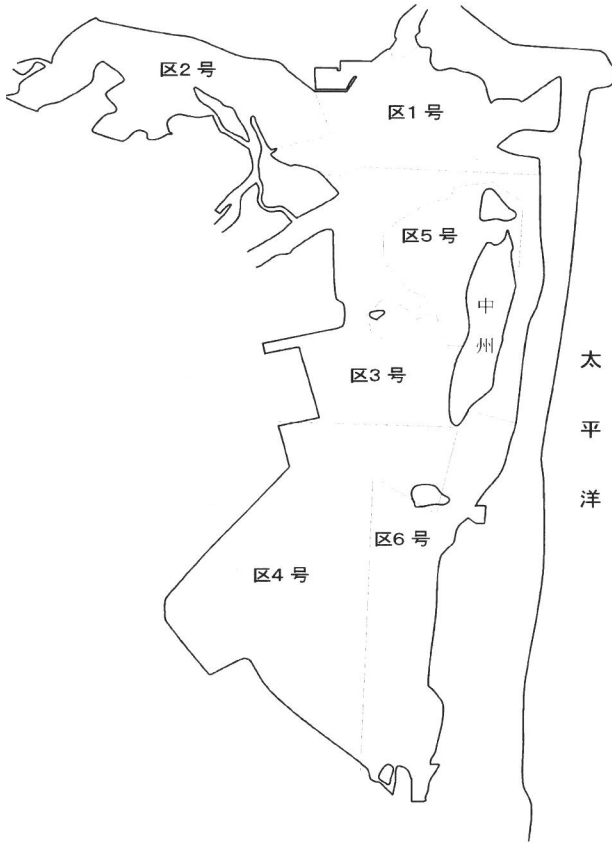 区2 号
区1 号
区5 号
中州
区3 号
太平洋
区6 号
区4 号